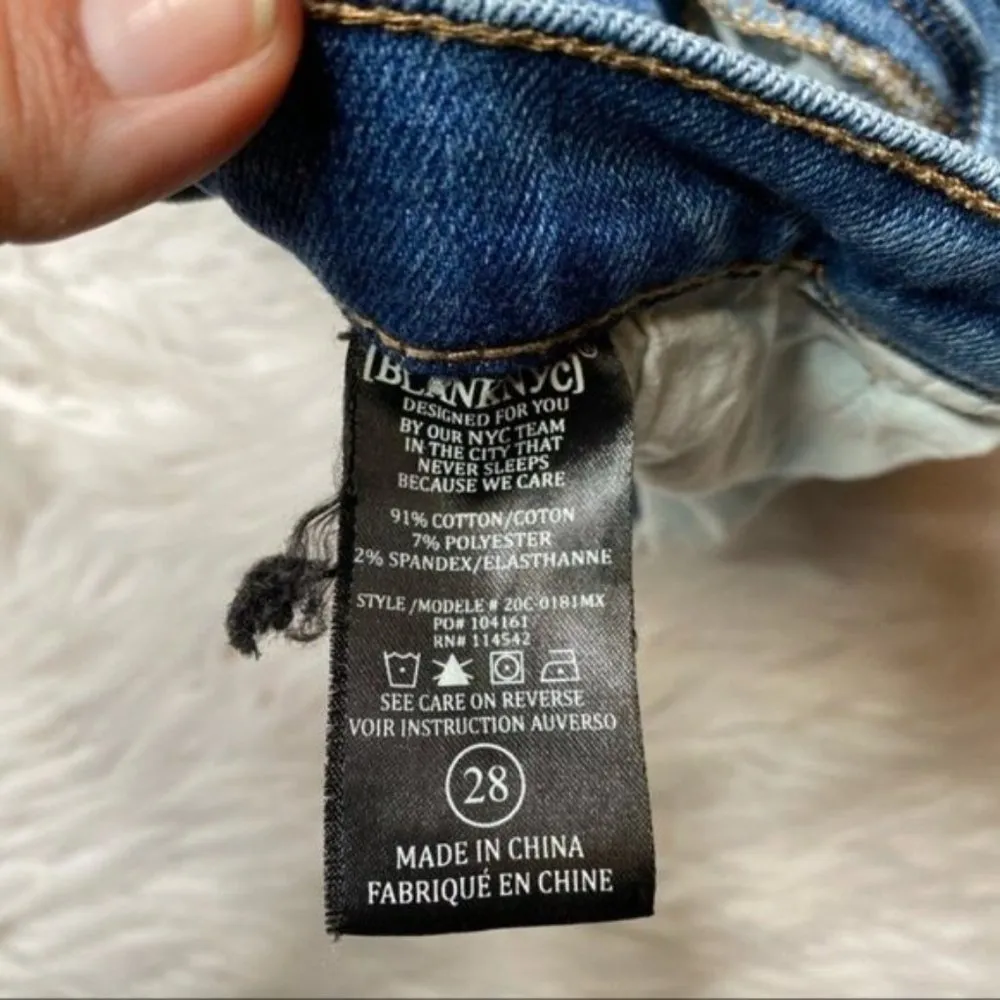 [BLANKNYC]®
DESIGNED FOR YOU
BY OUR NYC TEAM
IN THE CITY THAT
NEVER SLEEPS
BECAUSE WE CARE
91% COTTON/COTON
7% POLYESTER
2% SPANDEX/ELASTHANNE
STYLE/MODELE # 20C-0181MX
PO# 104161
RN# 114542
SEE CARE ON REVERSE
VOIR INSTRUCTION AUVERSO
28
MADE IN CHINA
FABRIQUÉ EN CHINE